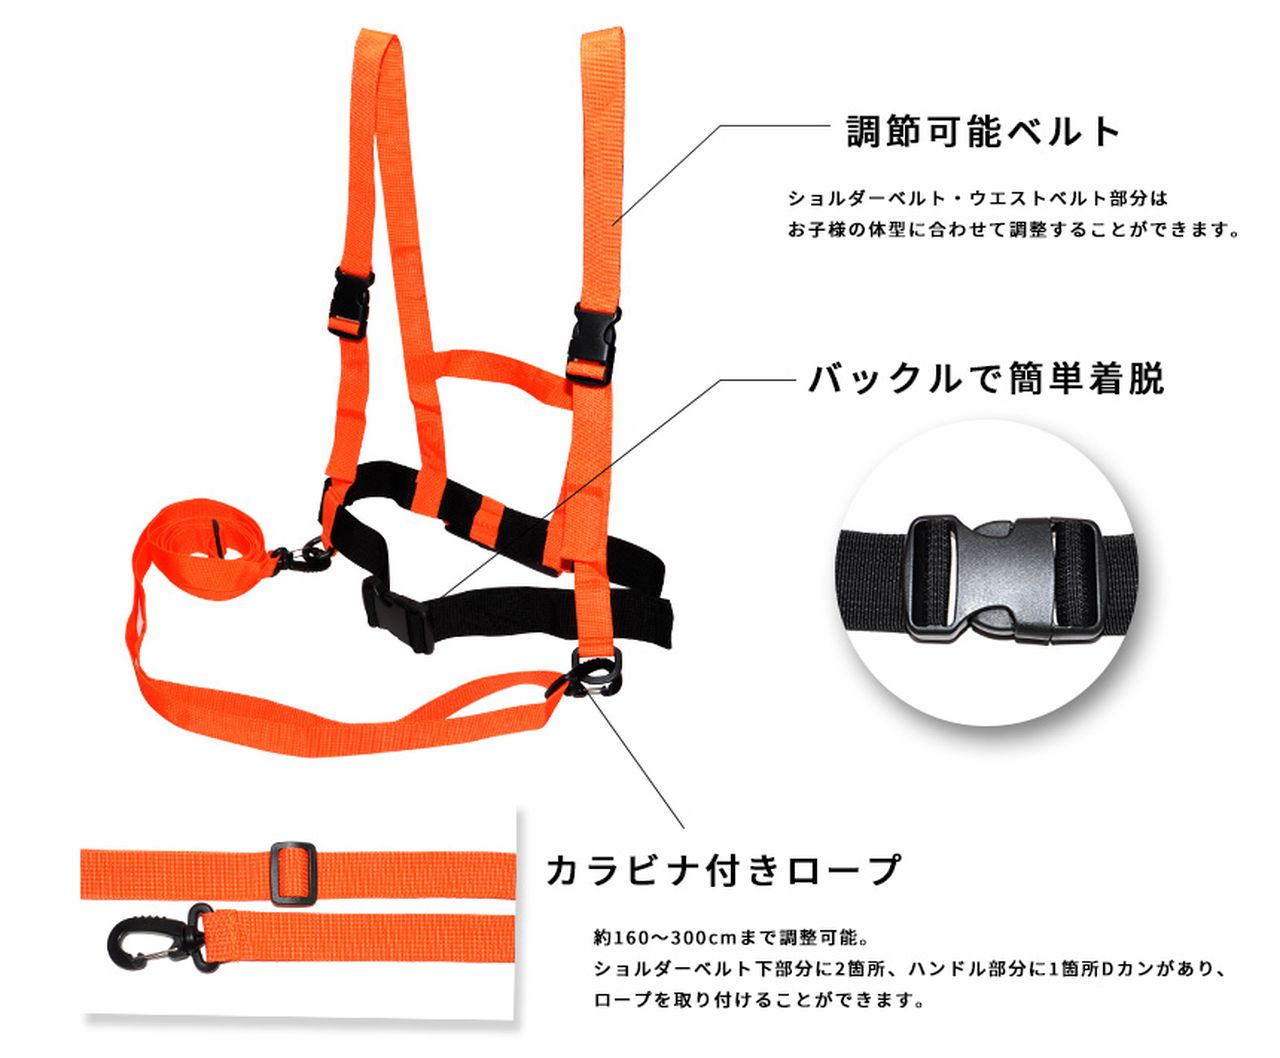 調節可能ベルト
ショルダーベルト・ウエストベルト部分は
お子様の体型に合わせて調整することができます。
バックルで簡単着脱
カラビナ付きロープ
約160〜300cmまで調整可能。
ショルダーベルト下部分に2箇所、ハンドル部分に1箇所Dカンがあり、
ロープを取り付けることができます。